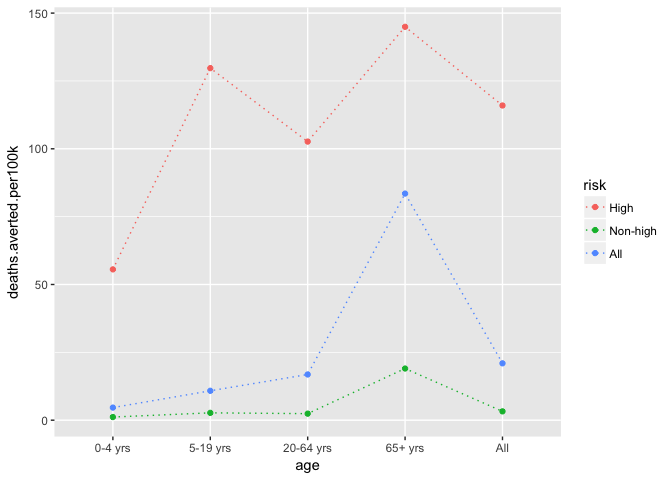 150
100
50
0
deaths.averted.per100k
0-4 yrs
5-19 yrs
20-64 yrs
65+ yrs
All
age
risk
High
Non-high
All